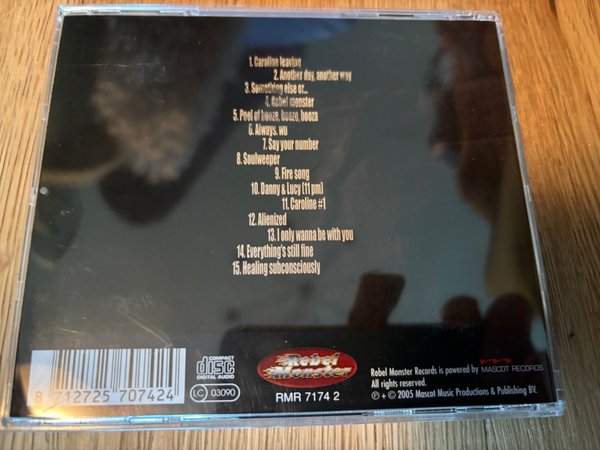 1. Caroline leaving
2. Another day, another way
3. Something else or...
4. Rebel monster
5. Pool of booze, booze, booza
6. Always. wu
7. Say your number
8. Soulweeper
9. Fire song
10. Danny & Lucy (11 pm)
11. Caroline #1
12. Alienized
13. I only wanna be with you
14. Everything's still fine
15. Healing subconsciously
8 712725 707424
COMPACT
disc
DIGITAL AUDIO
LC 03090
Rebel
Monster
RMR 7174 2
Rebel Monster Records is powered by MASCOT RECORDS
All rights reserved.
℗ + © 2005 Mascot Music Productions & Publishing BV.